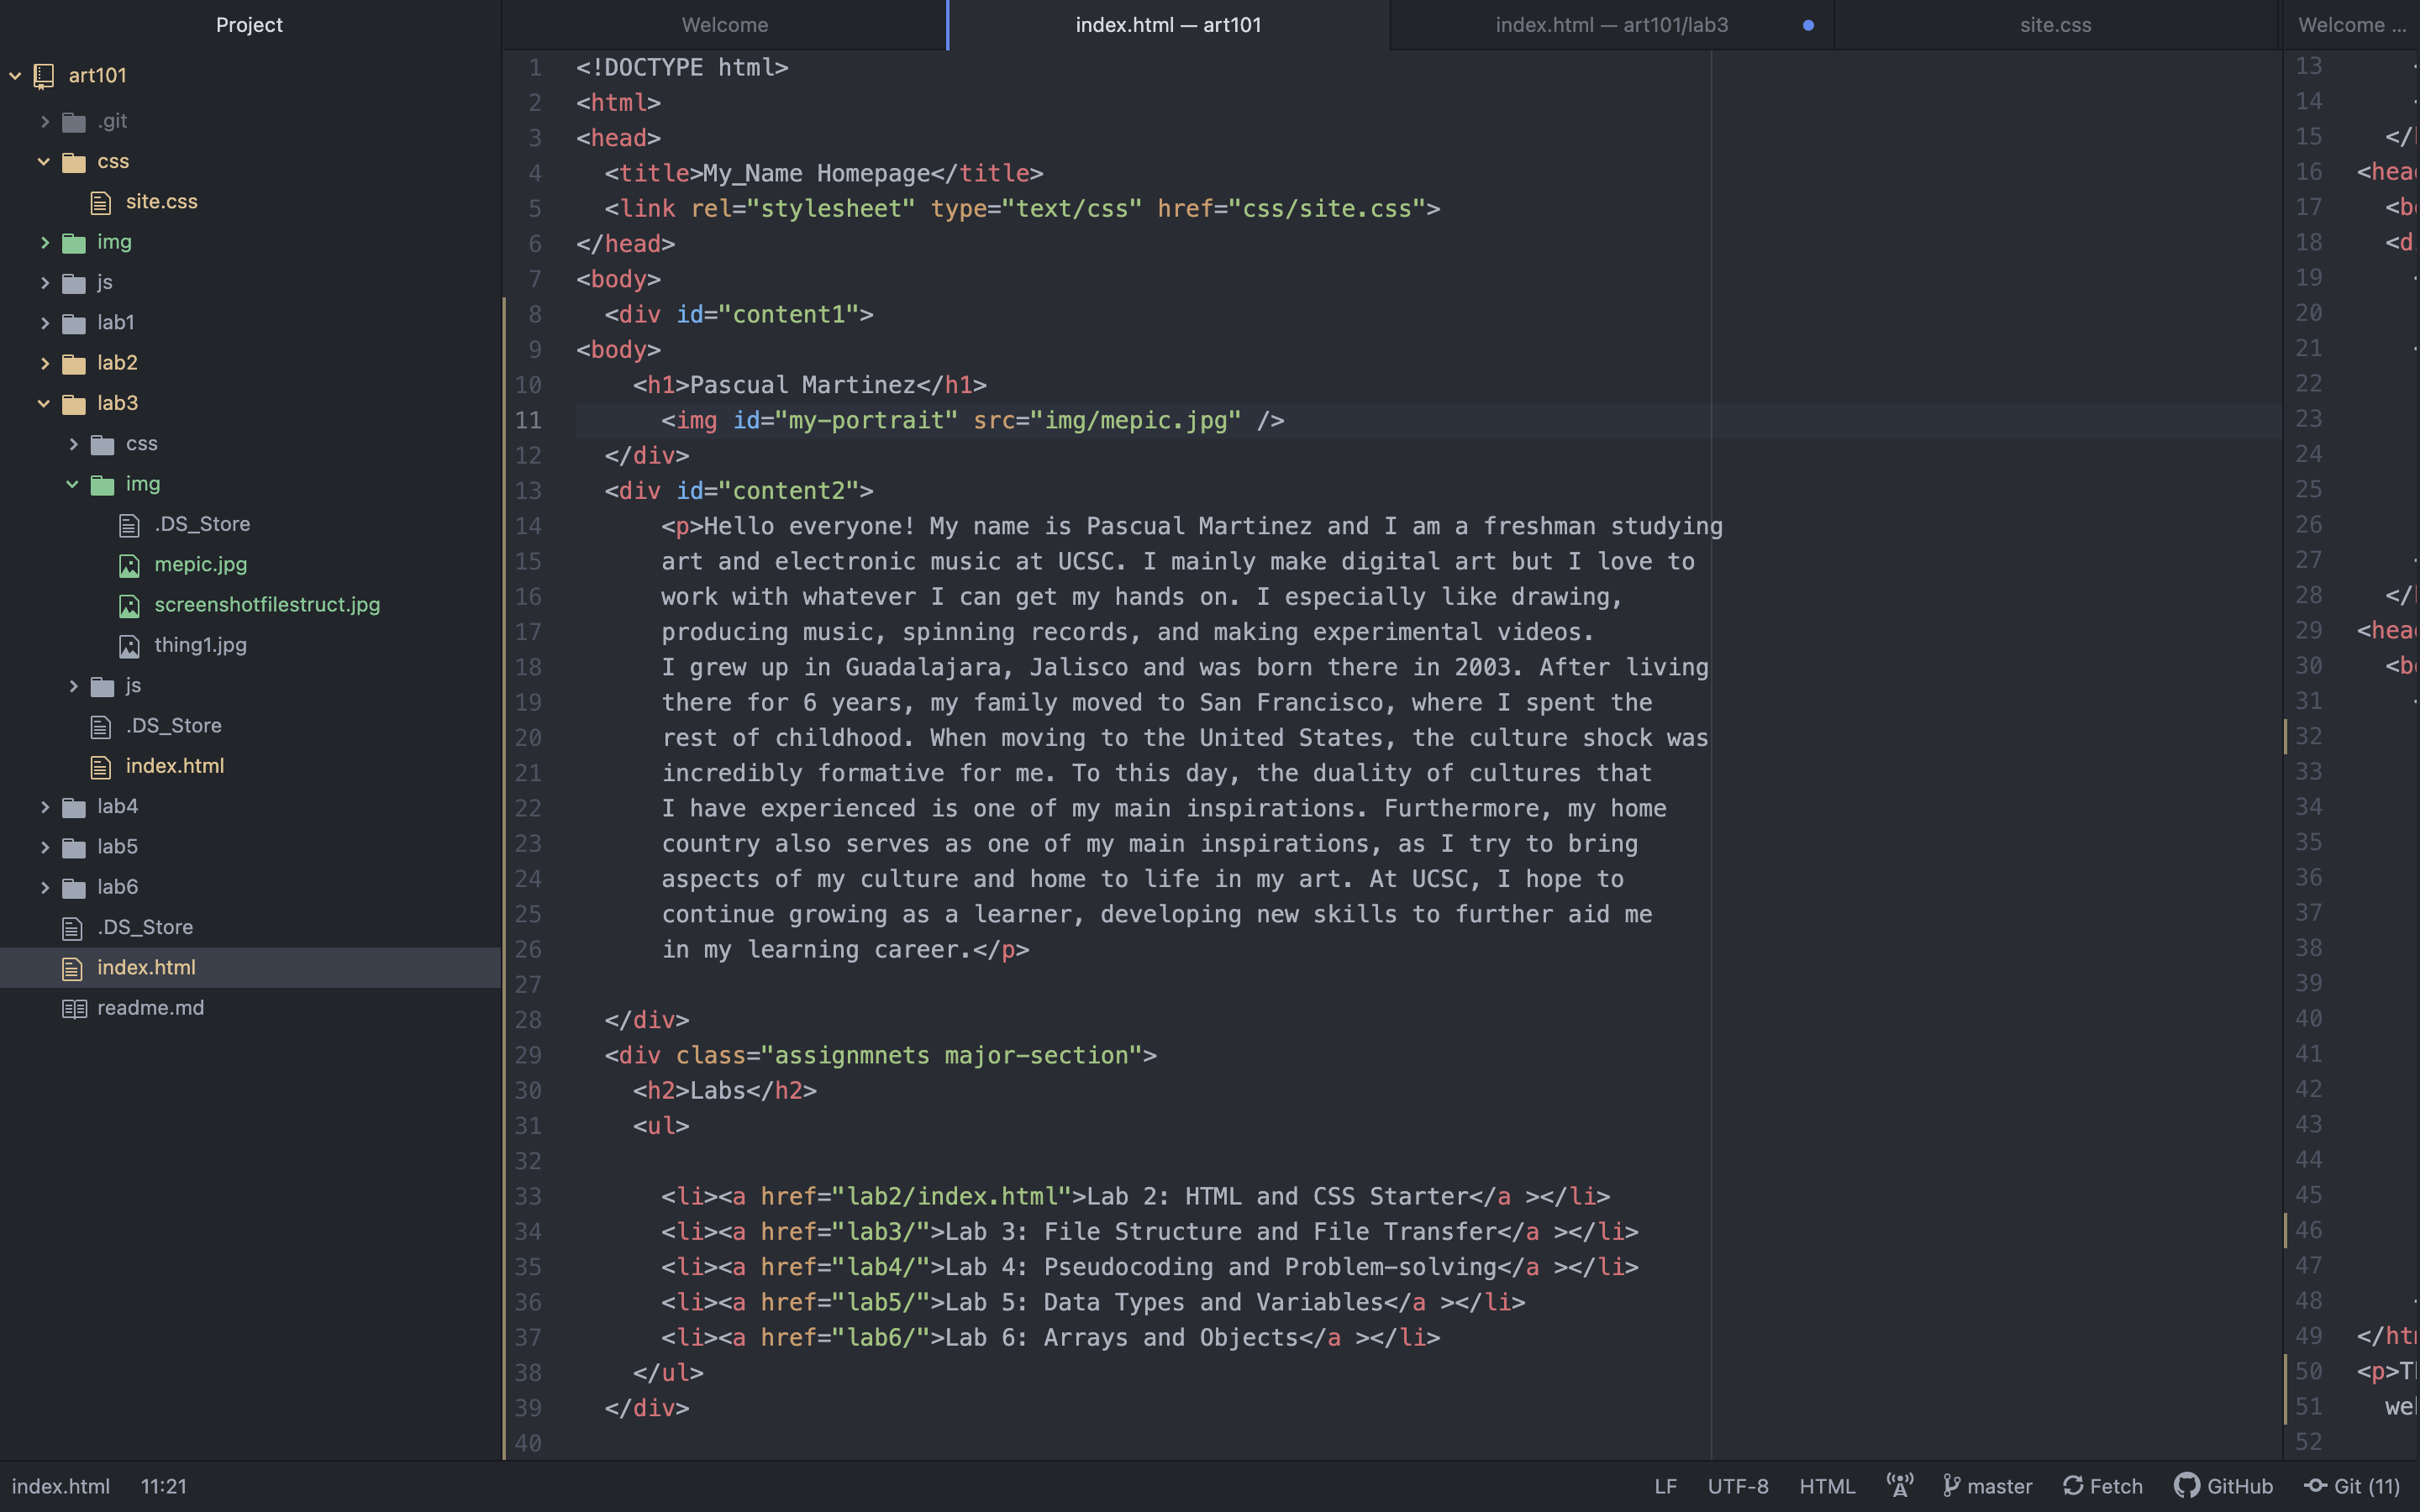 Project
art101
.git
css
site.css
img
js
lab1
lab2
lab3
css
img
.DS_Store
mepic.jpg
screenshotfilestruct.jpg
thing1.jpg
js
.DS_Store
index.html
lab4
lab5
lab6
.DS_Store
index.html
readme.md
Welcome
index.html — art101
index.html — art101/lab3
site.css
Welcome ...
1 <!DOCTYPE html>
2 <html>
3 <head>
4 <title>My_Name Homepage</title>
5 <link rel="stylesheet" type="text/css" href="css/site.css">
6 </head>
7 <body>
8 <div id="content1">
9 <body>
10 <h1>Pascual Martinez</h1>
11 <img id="my-portrait" src="img/mepic.jpg" />
12 </div>
13 <div id="content2">
14 <p>Hello everyone! My name is Pascual Martinez and I am a freshman studying
15 art and electronic music at UCSC. I mainly make digital art but I love to
16 work with whatever I can get my hands on. I especially like drawing,
17 producing music, spinning records, and making experimental videos.
18 I grew up in Guadalajara, Jalisco and was born there in 2003. After living
19 there for 6 years, my family moved to San Francisco, where I spent the
20 rest of childhood. When moving to the United States, the culture shock was
21 incredibly formative for me. To this day, the duality of cultures that
22 I have experienced is one of my main inspirations. Furthermore, my home
23 country also serves as one of my main inspirations, as I try to bring
24 aspects of my culture and home to life in my art. At UCSC, I hope to
25 continue growing as a learner, developing new skills to further aid me
26 in my learning career.</p>
27
28 </div>
29 <div class="assignmnets major-section">
30 <h2>Labs</h2>
31 <ul>
32
33 <li><a href="lab2/index.html">Lab 2: HTML and CSS Starter</a ></li>
34 <li><a href="lab3/">Lab 3: File Structure and File Transfer</a ></li>
35 <li><a href="lab4/">Lab 4: Pseudocoding and Problem-solving</a ></li>
36 <li><a href="lab5/">Lab 5: Data Types and Variables</a ></li>
37 <li><a href="lab6/">Lab 6: Arrays and Objects</a ></li>
38 </ul>
39 </div>
40
13
14
15 </
16 <hea
17 <b
18 <d
19
20
21
22
23
24
25
26
27
28 </
29 <hea
30 <b
31
32
33
34
35
36
37
38
39
40
41
42
43
44
45
46
47
48
49 </ht
50 <p>T
51 we
52
index.html 11:21
LF UTF-8 HTML master Fetch GitHub Git (11)